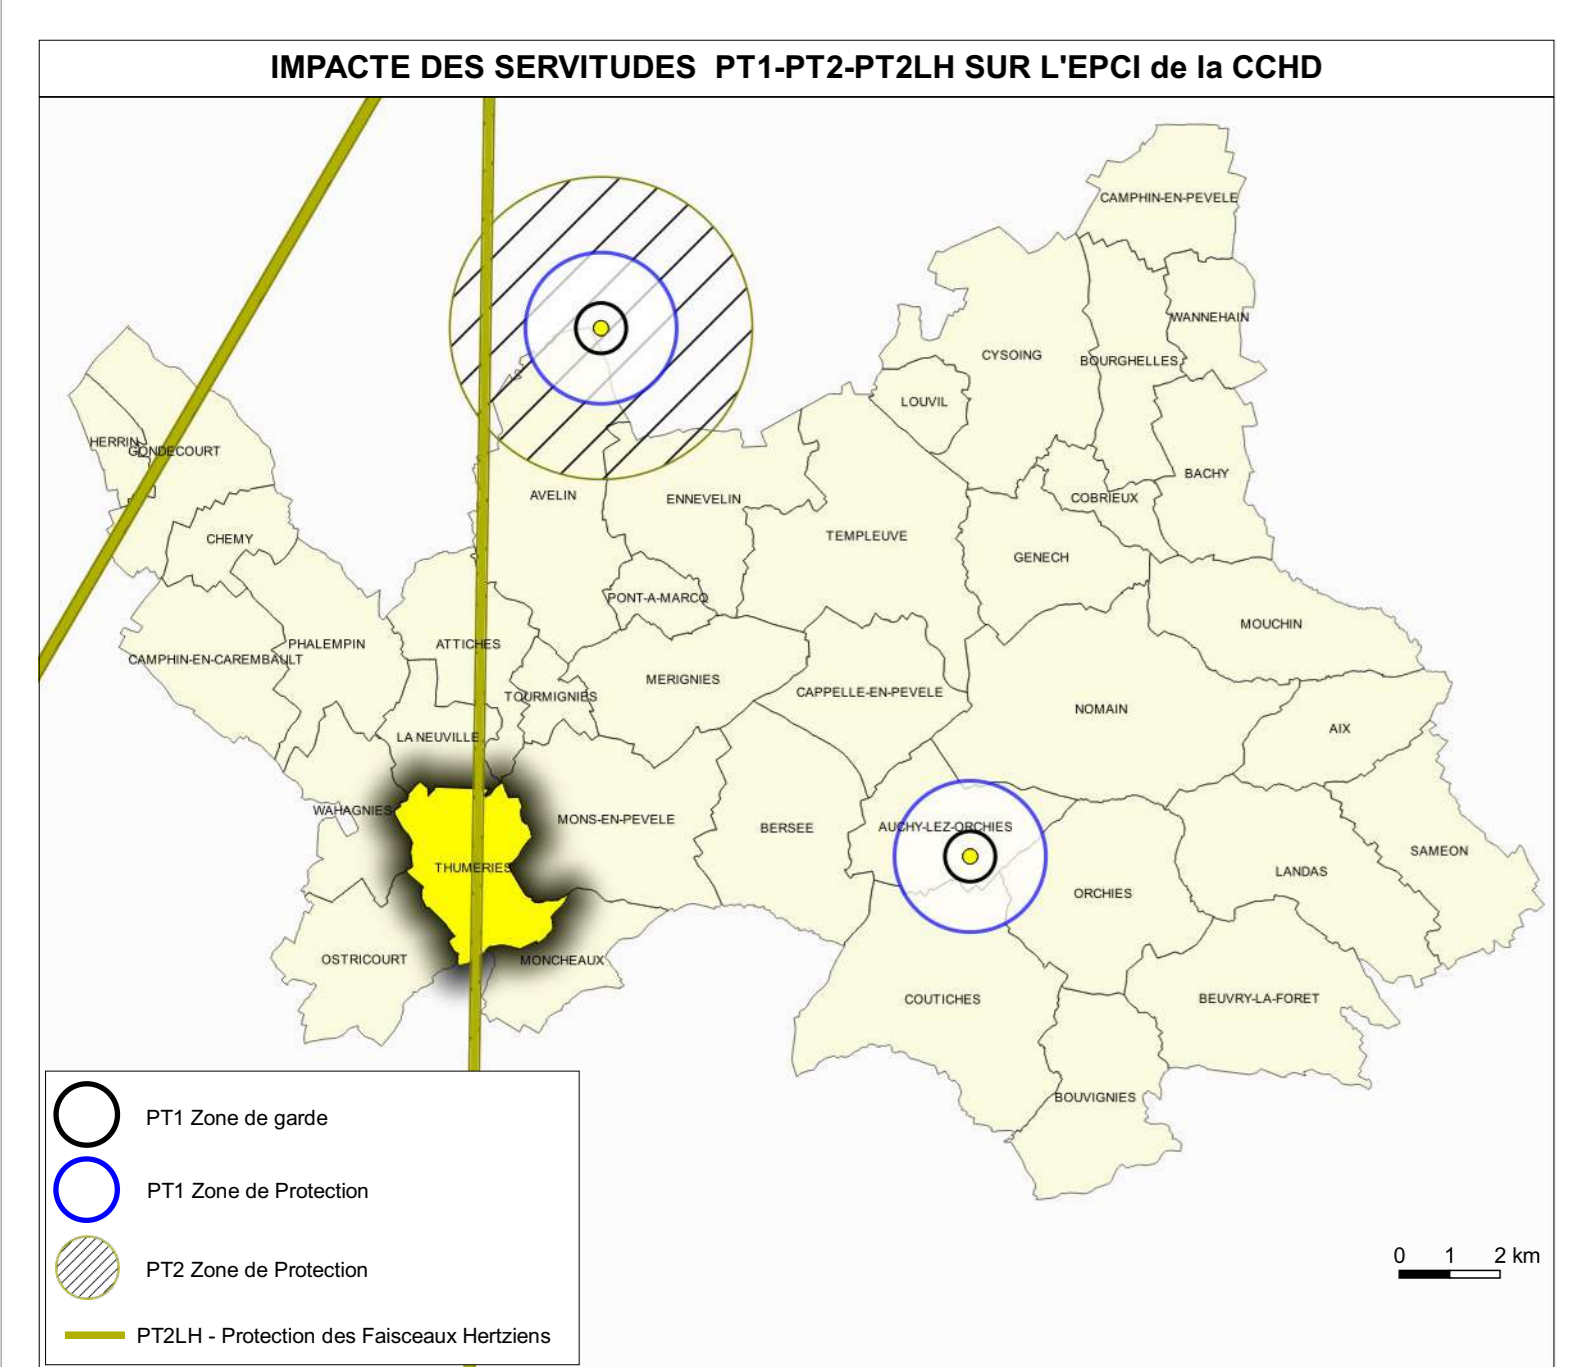 IMPACTE DES SERVITUDES PT1-PT2-PT2LH SUR L'EPCI de la CCHD
CAMPHIN-EN-PEVELE
WANNEHAIN
CYSOING
BOURGHELLES
LOUVIL
HERRIN
GONDECOURT
BACHY
AVELIN
ENNEVELIN
COBRIEUX
CHEMY
TEMPLEUVE
GENECH
PONT-A-MARCQ
MOUCHIN
ATTICHES
PHALEMPIN
CAMPHIN-EN-CAREMBAULT
MERIGNIES
CAPPELLE-EN-PEVELE
TOURMIGNIES
NOMAIN
AIX
LA NEUVILLE
WAHAGNIES
MONS-EN-PEVELE
BERSEE
AUCHY-LEZ-ORCHIES
SAMEON
THUMERIES
LANDAS
ORCHIES
OSTRICOURT
MONCHEAUX
COUTICHES
BEUVRY-LA-FORET
BOUVIGNIES
PT1 Zone de garde
PT1 Zone de Protection
PT2 Zone de Protection
PT2LH - Protection des Faisceaux Hertziens
0 1 2 km